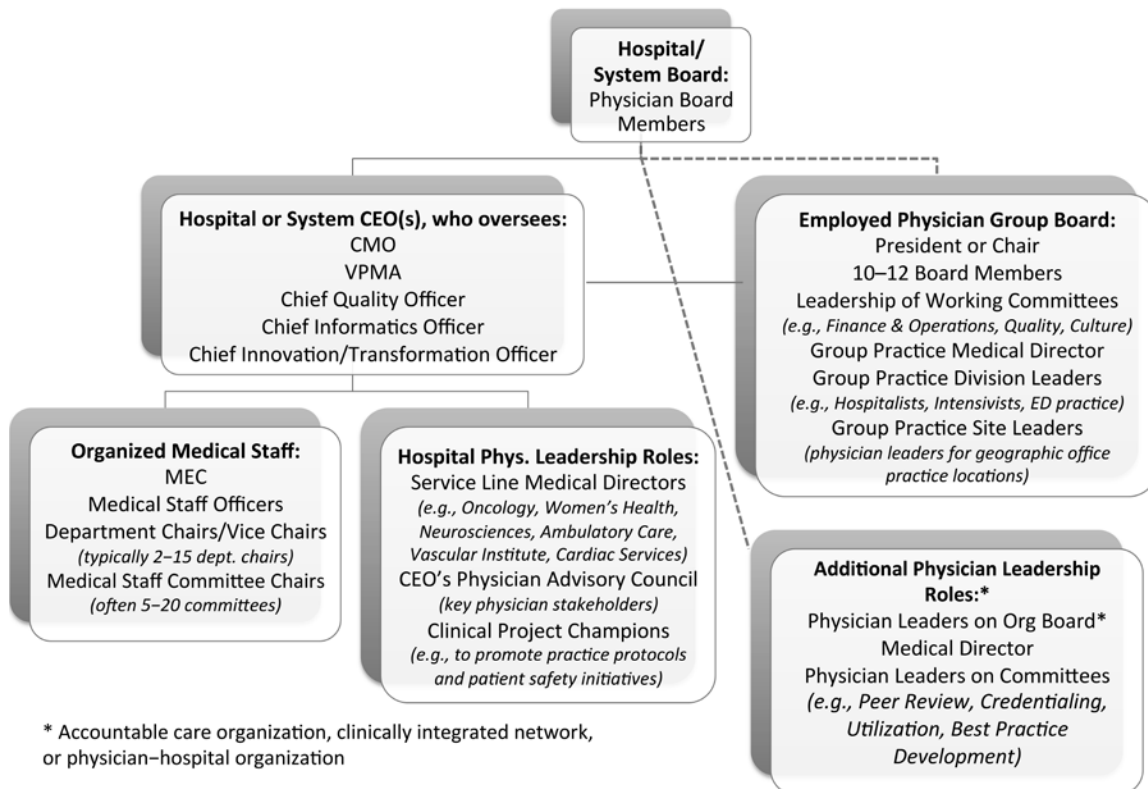 Hospital/
System Board:
Physician Board
Members
Hospital or System CEO(s), who oversees:
CMO
VPMA
Chief Quality Officer
Chief Informatics Officer
Chief Innovation/Transformation Officer
Employed Physician Group Board:
President or Chair
10–12 Board Members
Leadership of Working Committees
(e.g., Finance & Operations, Quality, Culture)
Group Practice Medical Director
Group Practice Division Leaders
(e.g., Hospitalists, Intensivists, ED practice)
Group Practice Site Leaders
(physician leaders for geographic office
practice locations)
Organized Medical Staff:
MEC
Medical Staff Officers
Department Chairs/Vice Chairs
(typically 2–15 dept. chairs)
Medical Staff Committee Chairs
(often 5–20 committees)
Hospital Phys. Leadership Roles:
Service Line Medical Directors
(e.g., Oncology, Women’s Health,
Neurosciences, Ambulatory Care,
Vascular Institute, Cardiac Services)
CEO’s Physician Advisory Council
(key physician stakeholders)
Clinical Project Champions
(e.g., to promote practice protocols
and patient safety initiatives)
Additional Physician Leadership
Roles:*
Physician Leaders on Org Board*
Medical Director
Physician Leaders on Committees
(e.g., Peer Review, Credentialing,
Utilization, Best Practice
Development)
* Accountable care organization, clinically integrated network,
or physician–hospital organization